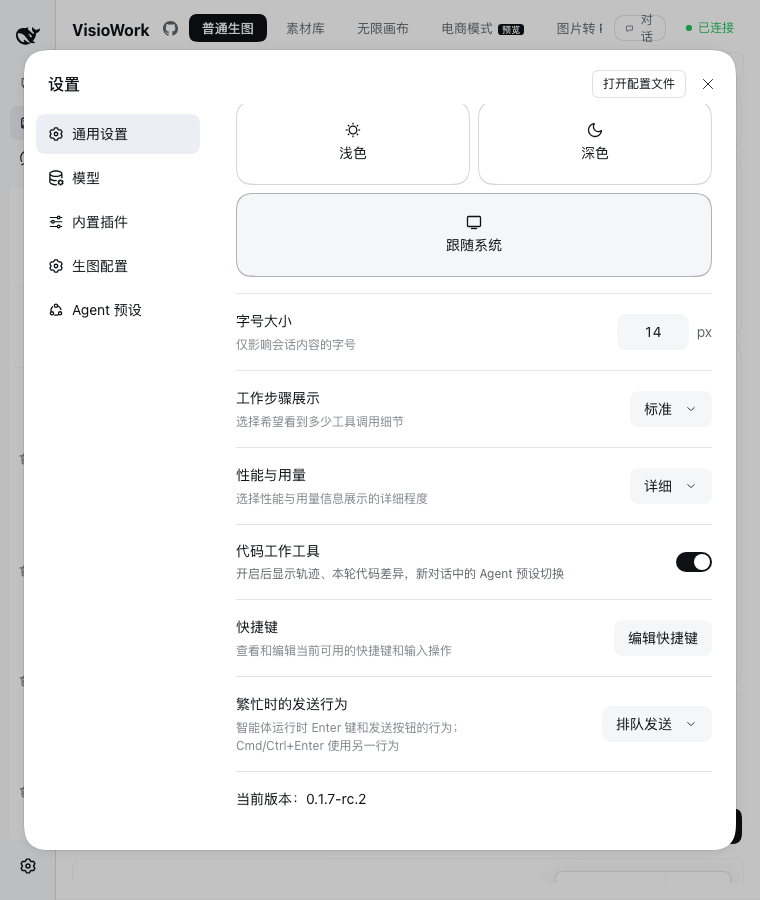 VisioWork
普通生图
素材库
无限画布
电商模式 预览
图片转
对话
已连接
设置
打开配置文件
通用设置
模型
内置插件
生图配置
Agent 预设
浅色
深色
跟随系统
字号大小
仅影响会话内容的字号
14 px
工作步骤展示
选择希望看到多少工具调用细节
标准
性能与用量
选择性能与用量信息展示的详细程度
详细
代码工作工具
开启后显示轨迹、本轮代码差异，新对话中的 Agent 预设切换
快捷键
查看和编辑当前可用的快捷键和输入操作
编辑快捷键
繁忙时的发送行为
智能体运行时 Enter 键和发送按钮的行为；
Cmd/Ctrl+Enter 使用另一行为
排队发送
当前版本：0.1.7-rc.2